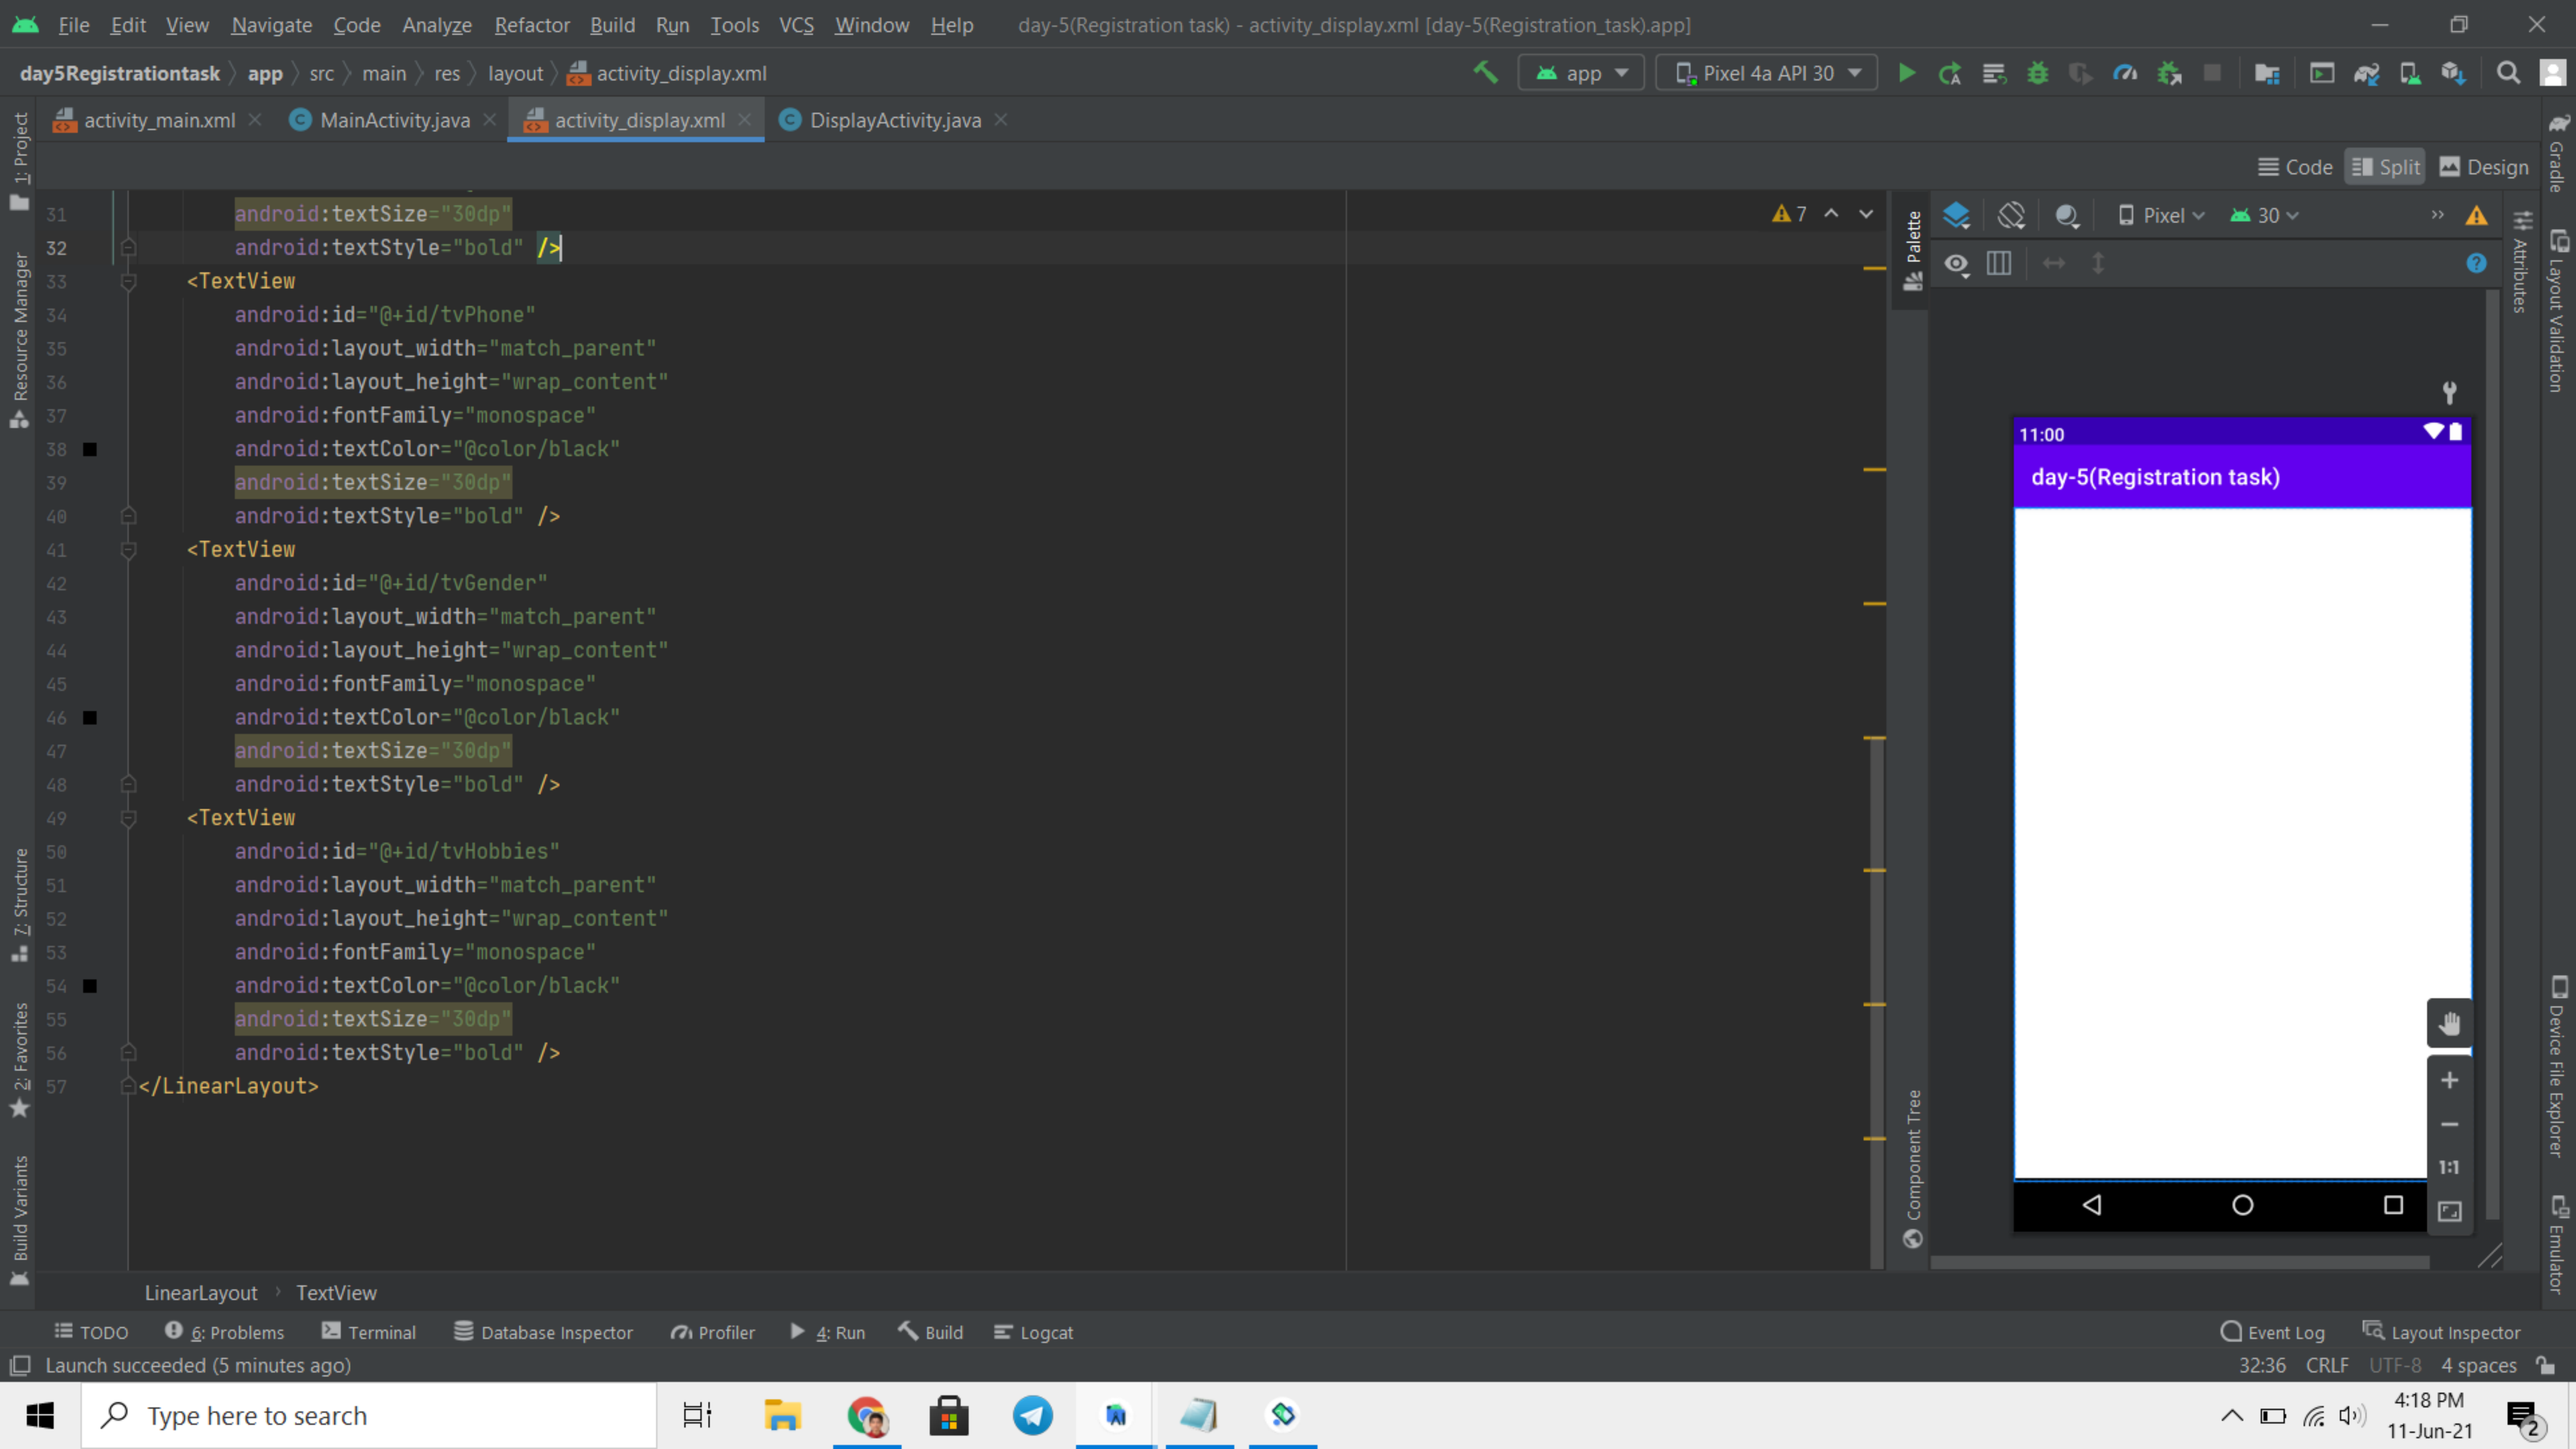 File Edit View Navigate Code Analyze Refactor Build Run Tools VCS Window Help day-5(Registration task) - activity_display.xml [day-5(Registration_task).app]
day5Registrationtask app src main res layout activity_display.xml app Pixel 4a API 30
activity_main.xml MainActivity.java activity_display.xml DisplayActivity.java
Code Split Design
1: Project
Resource Manager
7: Structure
2: Favorites
Build Variants
31 android:textSize="30dp"
32 android:textStyle="bold" />
33 <TextView
34 android:id="@+id/tvPhone"
35 android:layout_width="match_parent"
36 android:layout_height="wrap_content"
37 android:fontFamily="monospace"
38 android:textColor="@color/black"
39 android:textSize="30dp"
40 android:textStyle="bold" />
41 <TextView
42 android:id="@+id/tvGender"
43 android:layout_width="match_parent"
44 android:layout_height="wrap_content"
45 android:fontFamily="monospace"
46 android:textColor="@color/black"
47 android:textSize="30dp"
48 android:textStyle="bold" />
49 <TextView
50 android:id="@+id/tvHobbies"
51 android:layout_width="match_parent"
52 android:layout_height="wrap_content"
53 android:fontFamily="monospace"
54 android:textColor="@color/black"
55 android:textSize="30dp"
56 android:textStyle="bold" />
57 </LinearLayout>
7
Palette
Component Tree
Pixel 30
11:00
day-5(Registration task)
1:1
Attributes
Gradle
Layout Validation
Device File Explorer
Emulator
LinearLayout TextView
TODO 6: Problems Terminal Database Inspector Profiler 4: Run Build Logcat Event Log Layout Inspector
Launch succeeded (5 minutes ago) 32:36 CRLF UTF-8 4 spaces
Type here to search
4:18 PM
11-Jun-21
2